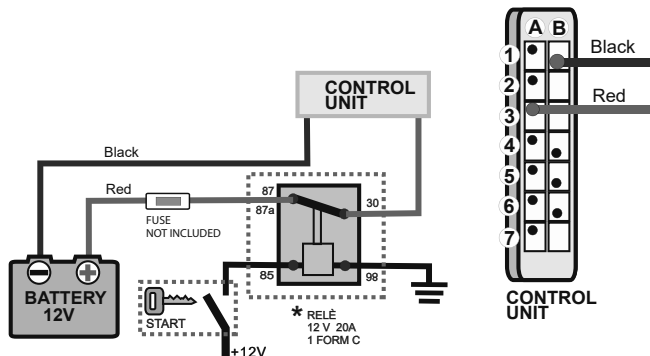 CONTROL
UNIT
Black
Red
FUSE
NOT INCLUDED
87
87a
30
85
98
BATTERY
12V
START
+12V
* RELÈ
12 V 20A
1 FORM C
A B
1
2
3
4
5
6
7
Black
Red
CONTROL
UNIT